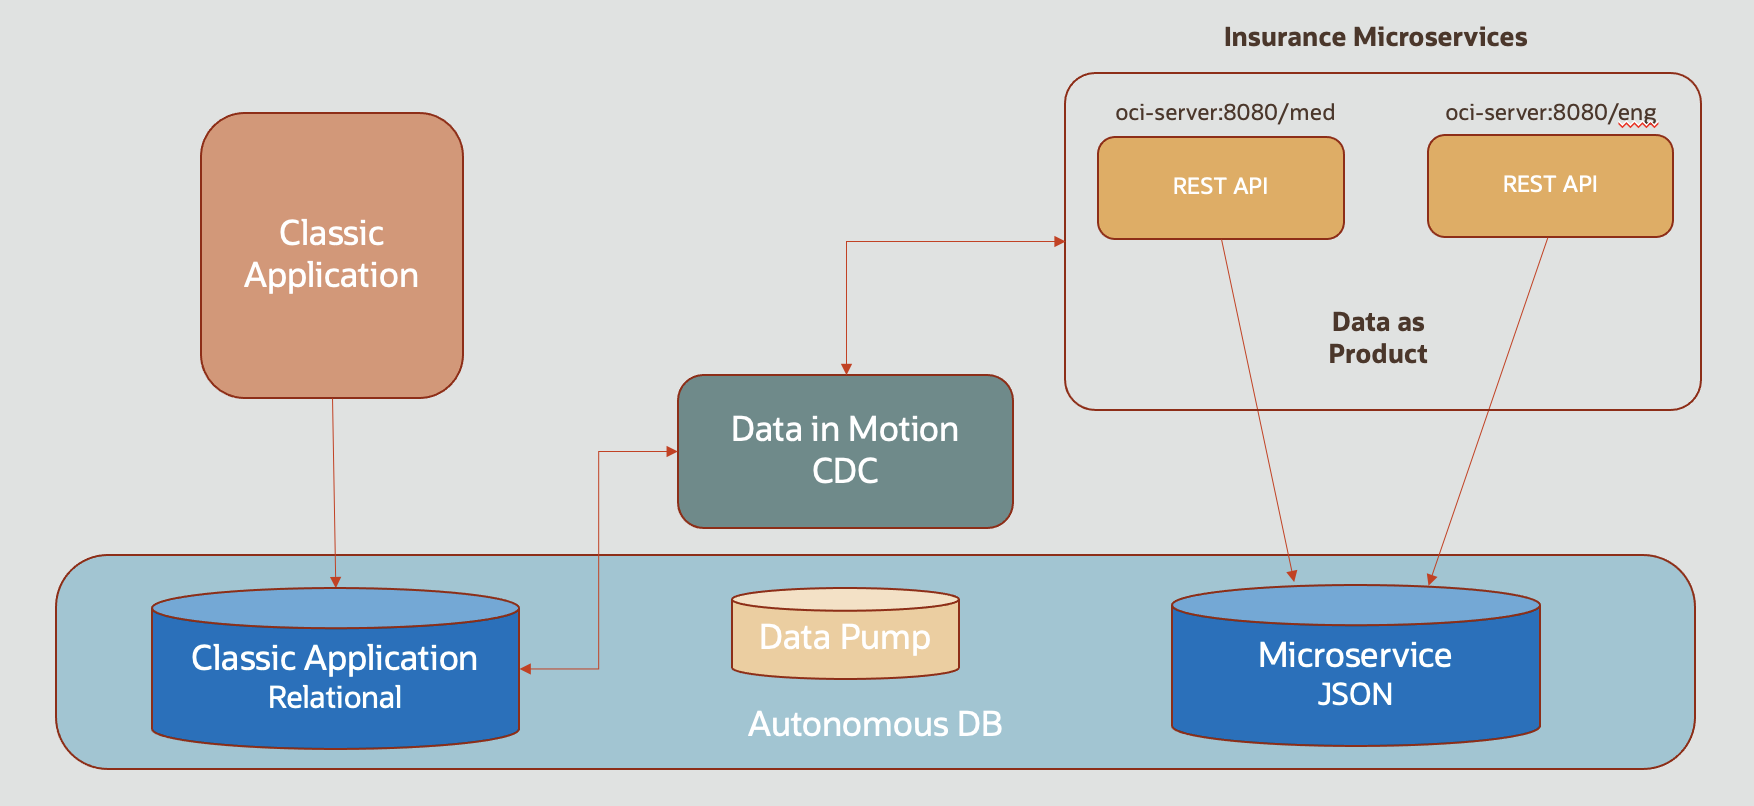 Insurance Microservices
oci-server:8080/med
oci-server:8080/eng
REST API
REST API
Classic
Application
Data as
Product
Data in Motion
CDC
Classic Application
Relational
Data Pump
Autonomous DB
Microservice
JSON